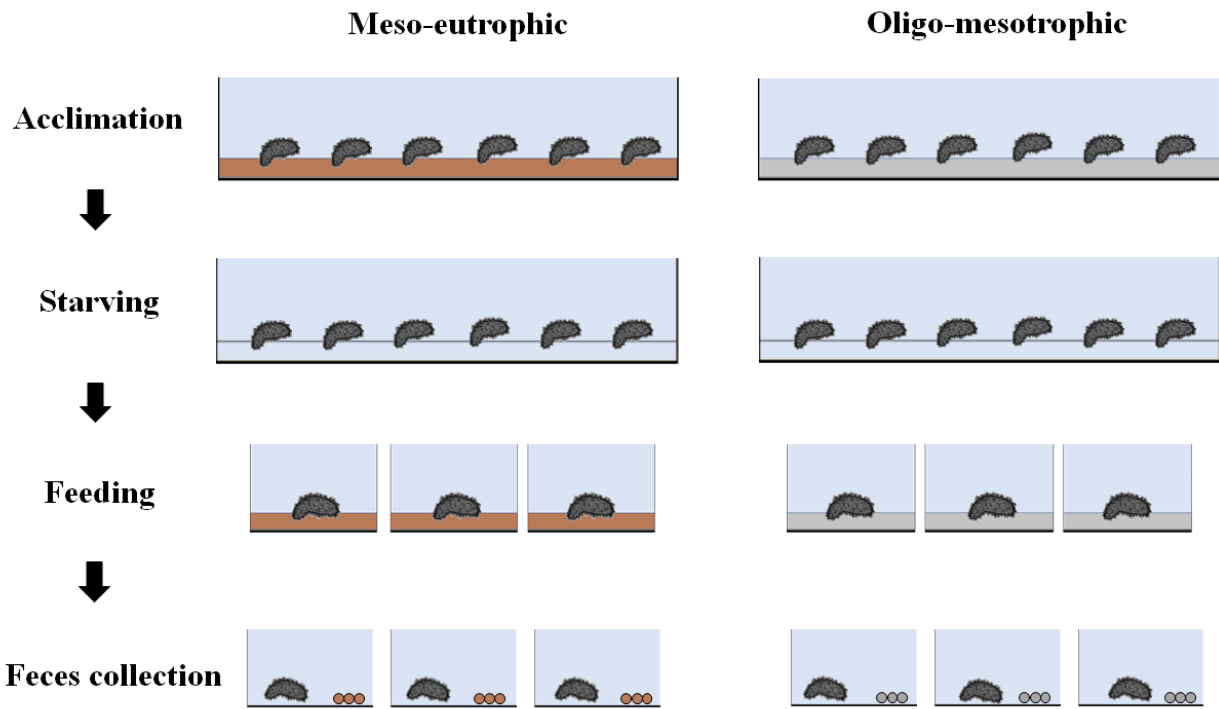 Meso-eutrophic
Oligo-mesotrophic
Acclimation
Starving
Feeding
Feces collection